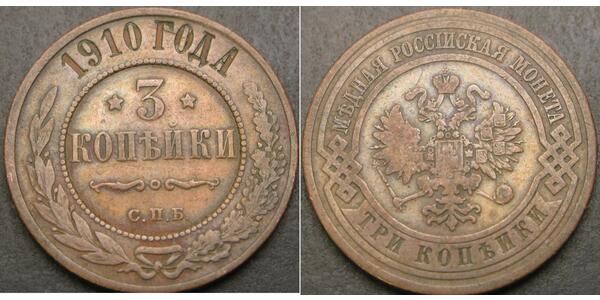 1910 ГОДА
3
КОПѢЙКИ
С.П.Б
МѢДНАЯ РОССІЙСКАЯ МОНЕТА
ТРИ КОПѢЙКИ